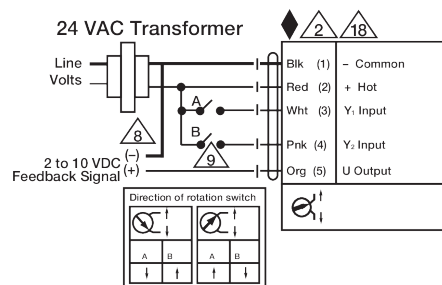 24 VAC Transformer
2 18
Line
Volts
Blk (1) – Common
Red (2) + Hot
A
Wht (3) Y₁ Input
B
Pnk (4) Y₂ Input
8
9
(–)
2 to 10 VDC
Feedback Signal (+)
Org (5) U Output
Direction of rotation switch
A B A B